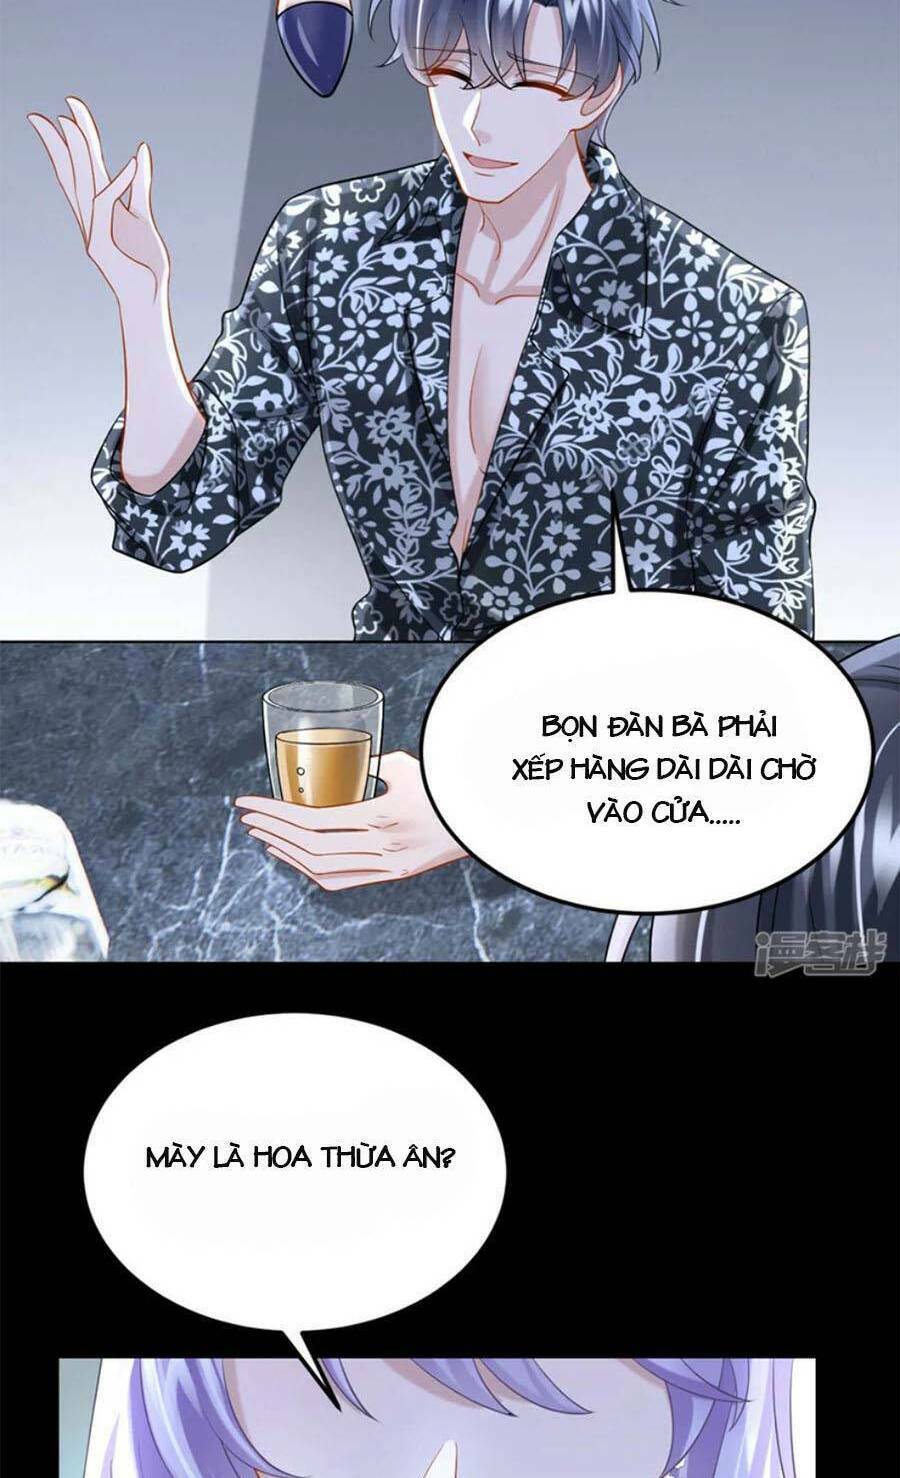 BỌN ĐÀN BÀ PHẢI
XẾP HÀNG DÀI DÀI CHỜ
VÀO CỬA.....
漫客栈
MÀY LÀ HOA THỪA ÂN?